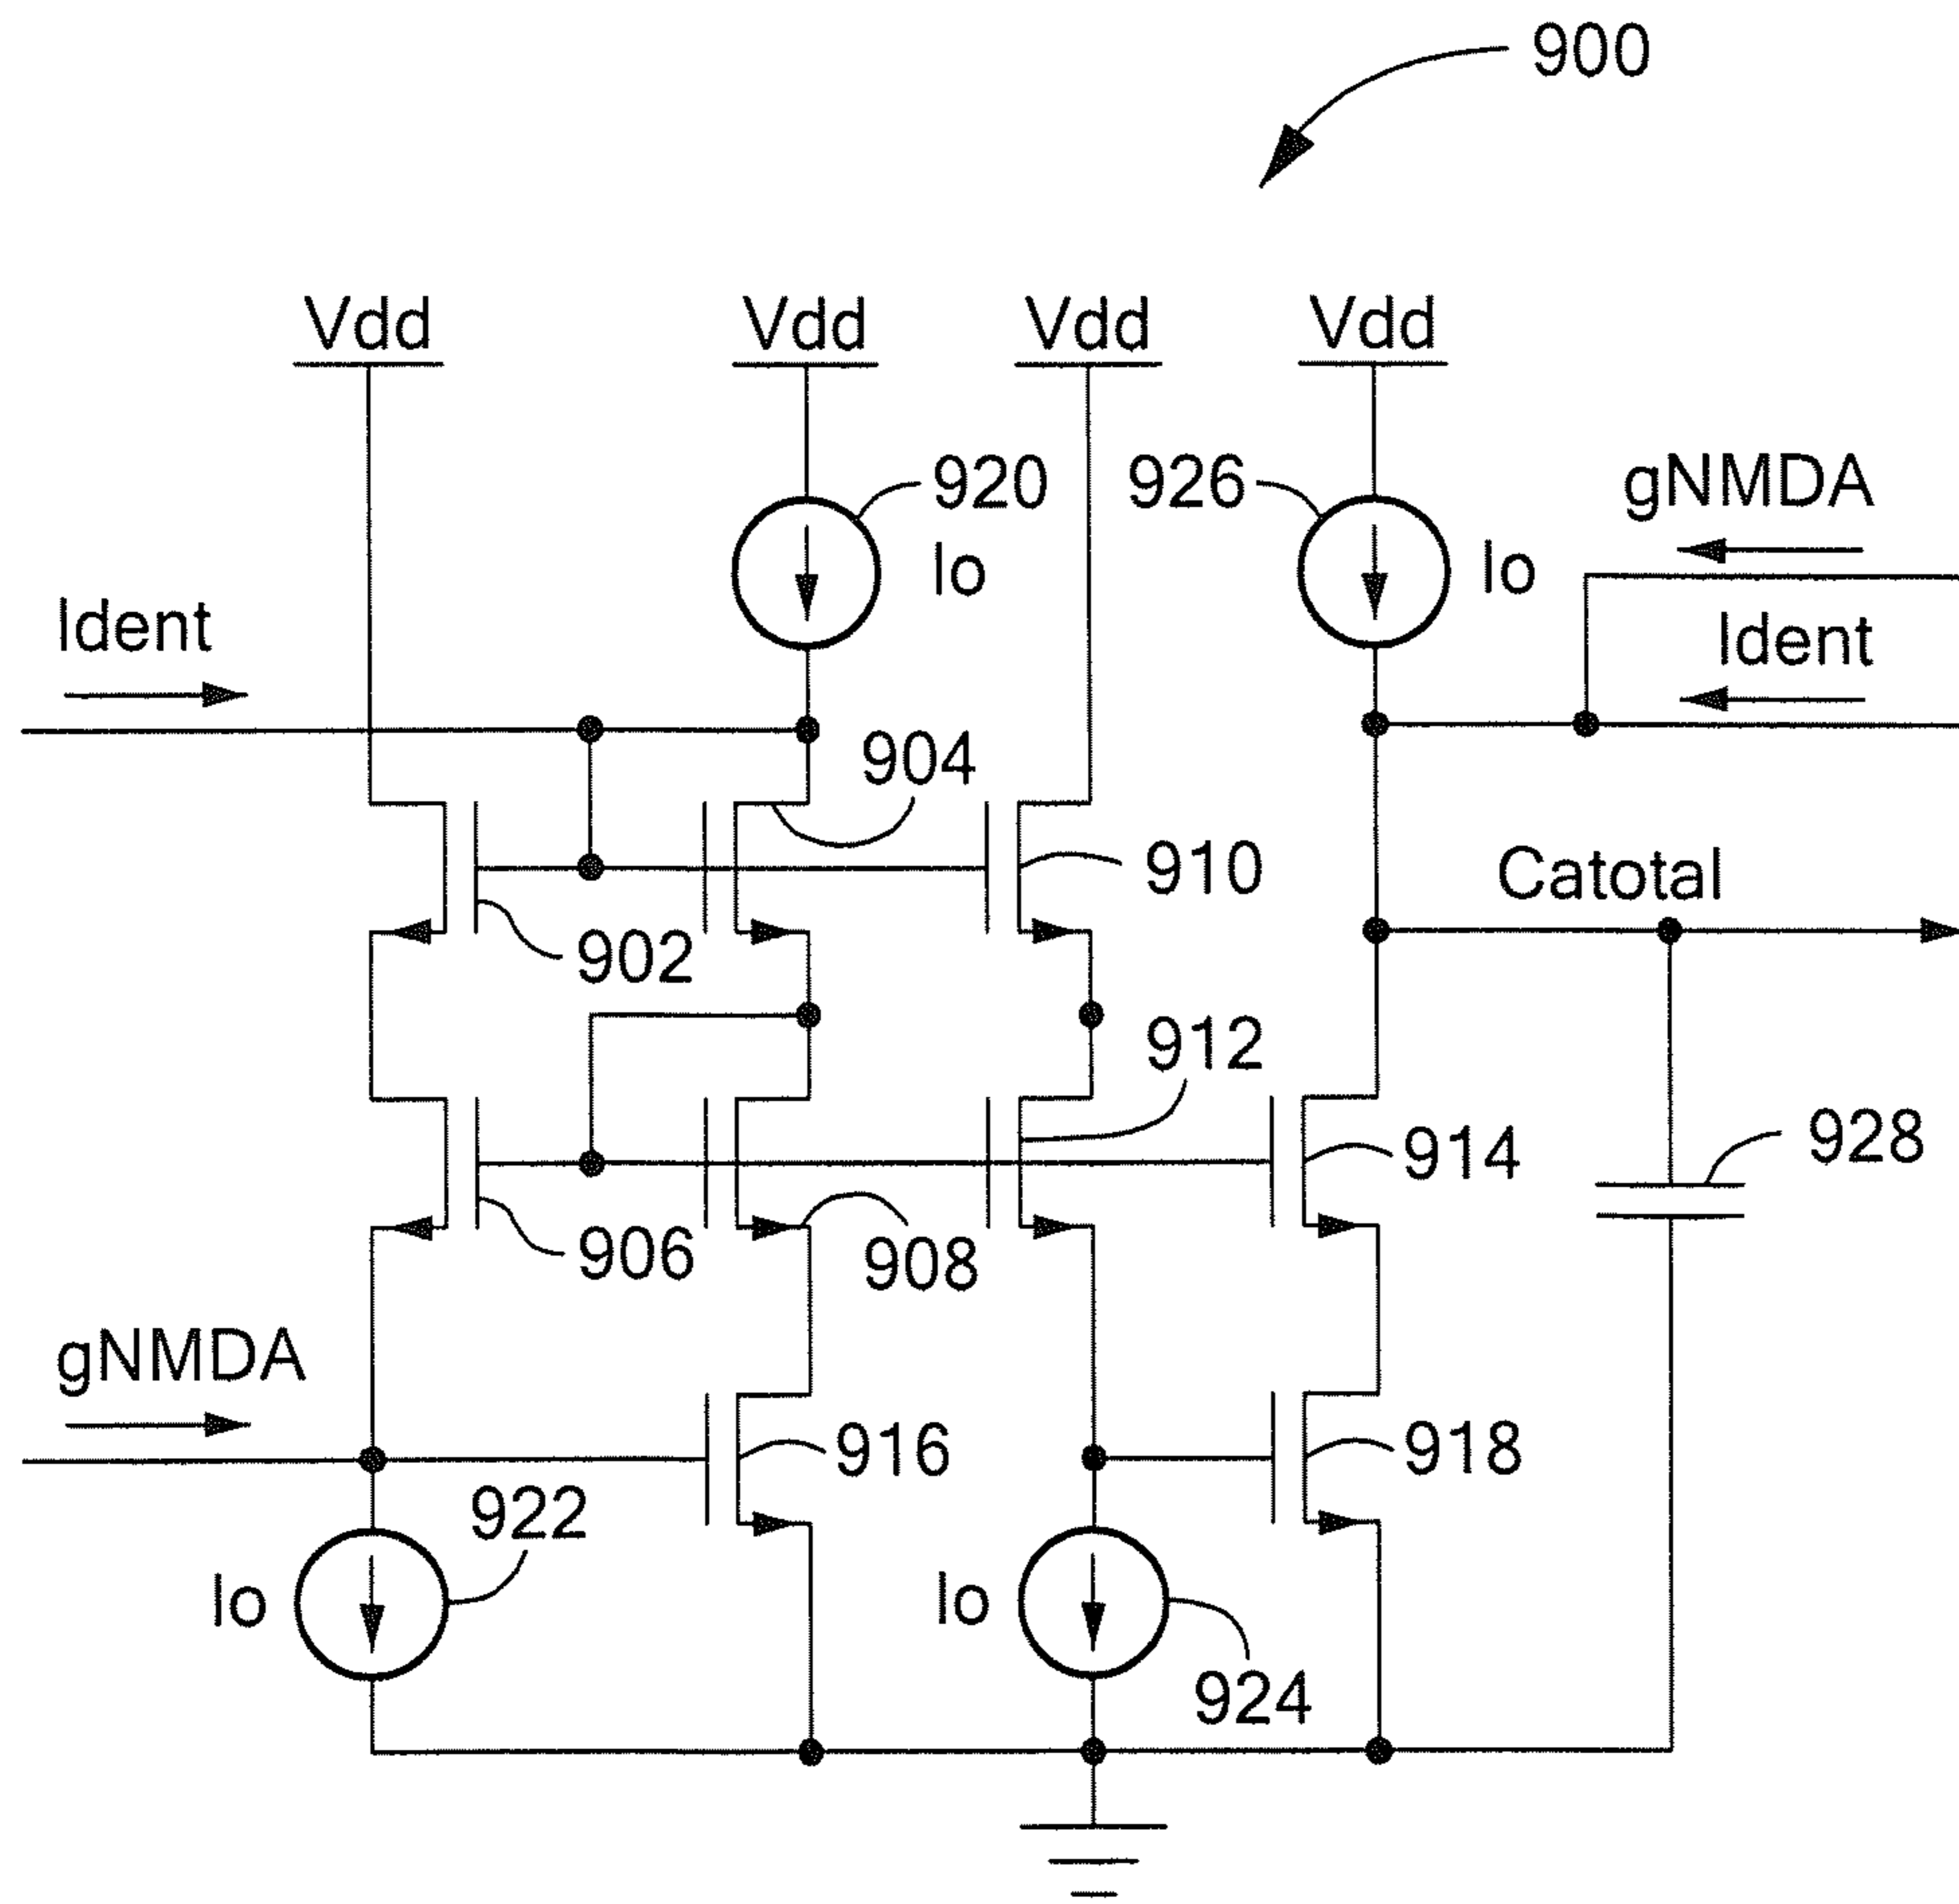 900
Vdd Vdd Vdd Vdd
920 926 gNMDA
Io Io
Ident Ident
904
910 Catotal
902
912
914 928
906 908
gNMDA
916 918
922
Io Io
924